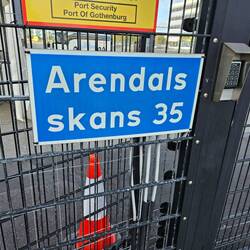 Port Security
Port Of Gothenburg
Arendals
skans 35